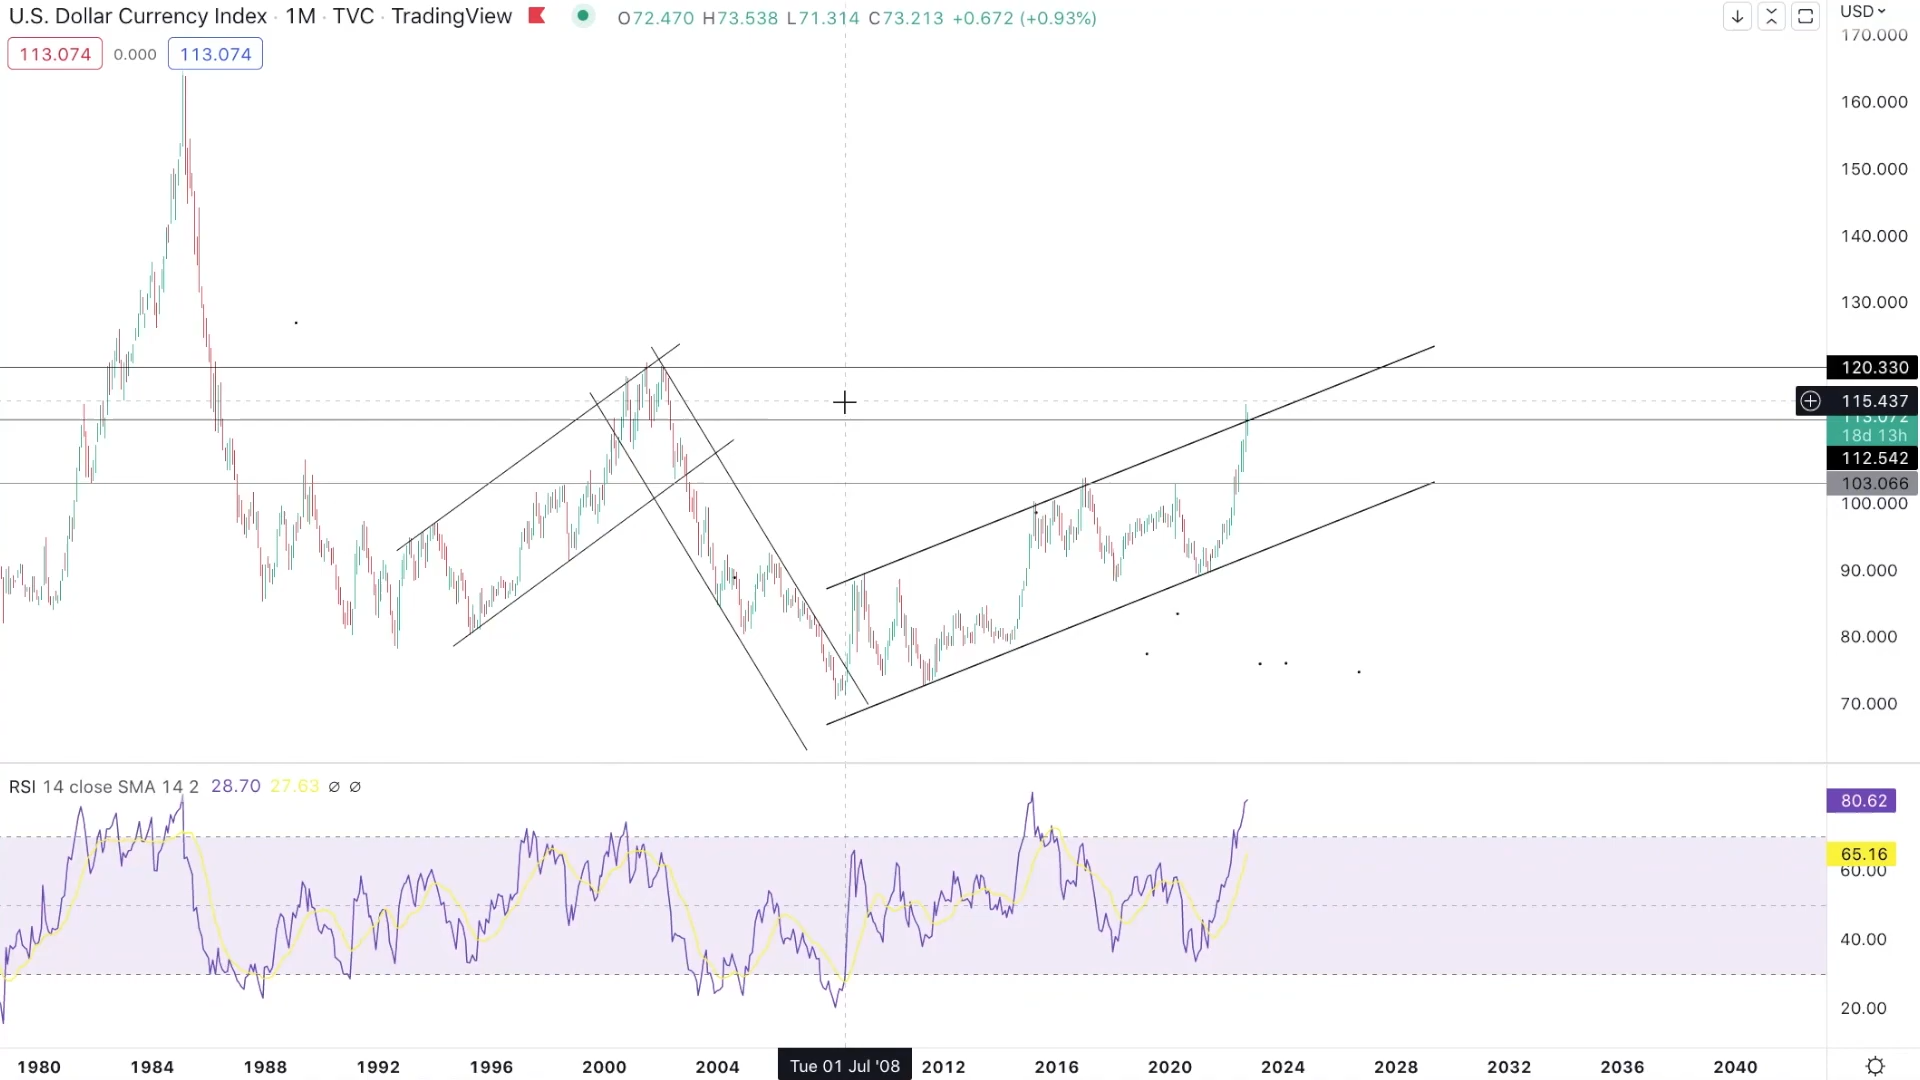 U.S. Dollar Currency Index · 1M · TVC · TradingView
O72.470 H73.538 L71.314 C73.213 +0.672 (+0.93%)
USD
113.074 0.000 113.074
170.000
160.000
150.000
140.000
130.000
120.330
115.437
113.072
18d 13h
112.542
103.066
100.000
90.000
80.000
70.000
RSI 14 close SMA 14 2 28.70 27.63 ∅ ∅
80.62
65.16
60.00
40.00
20.00
1980 1984 1988 1992 1996 2000 2004 Tue 01 Jul '08 2012 2016 2020 2024 2028 2032 2036 2040